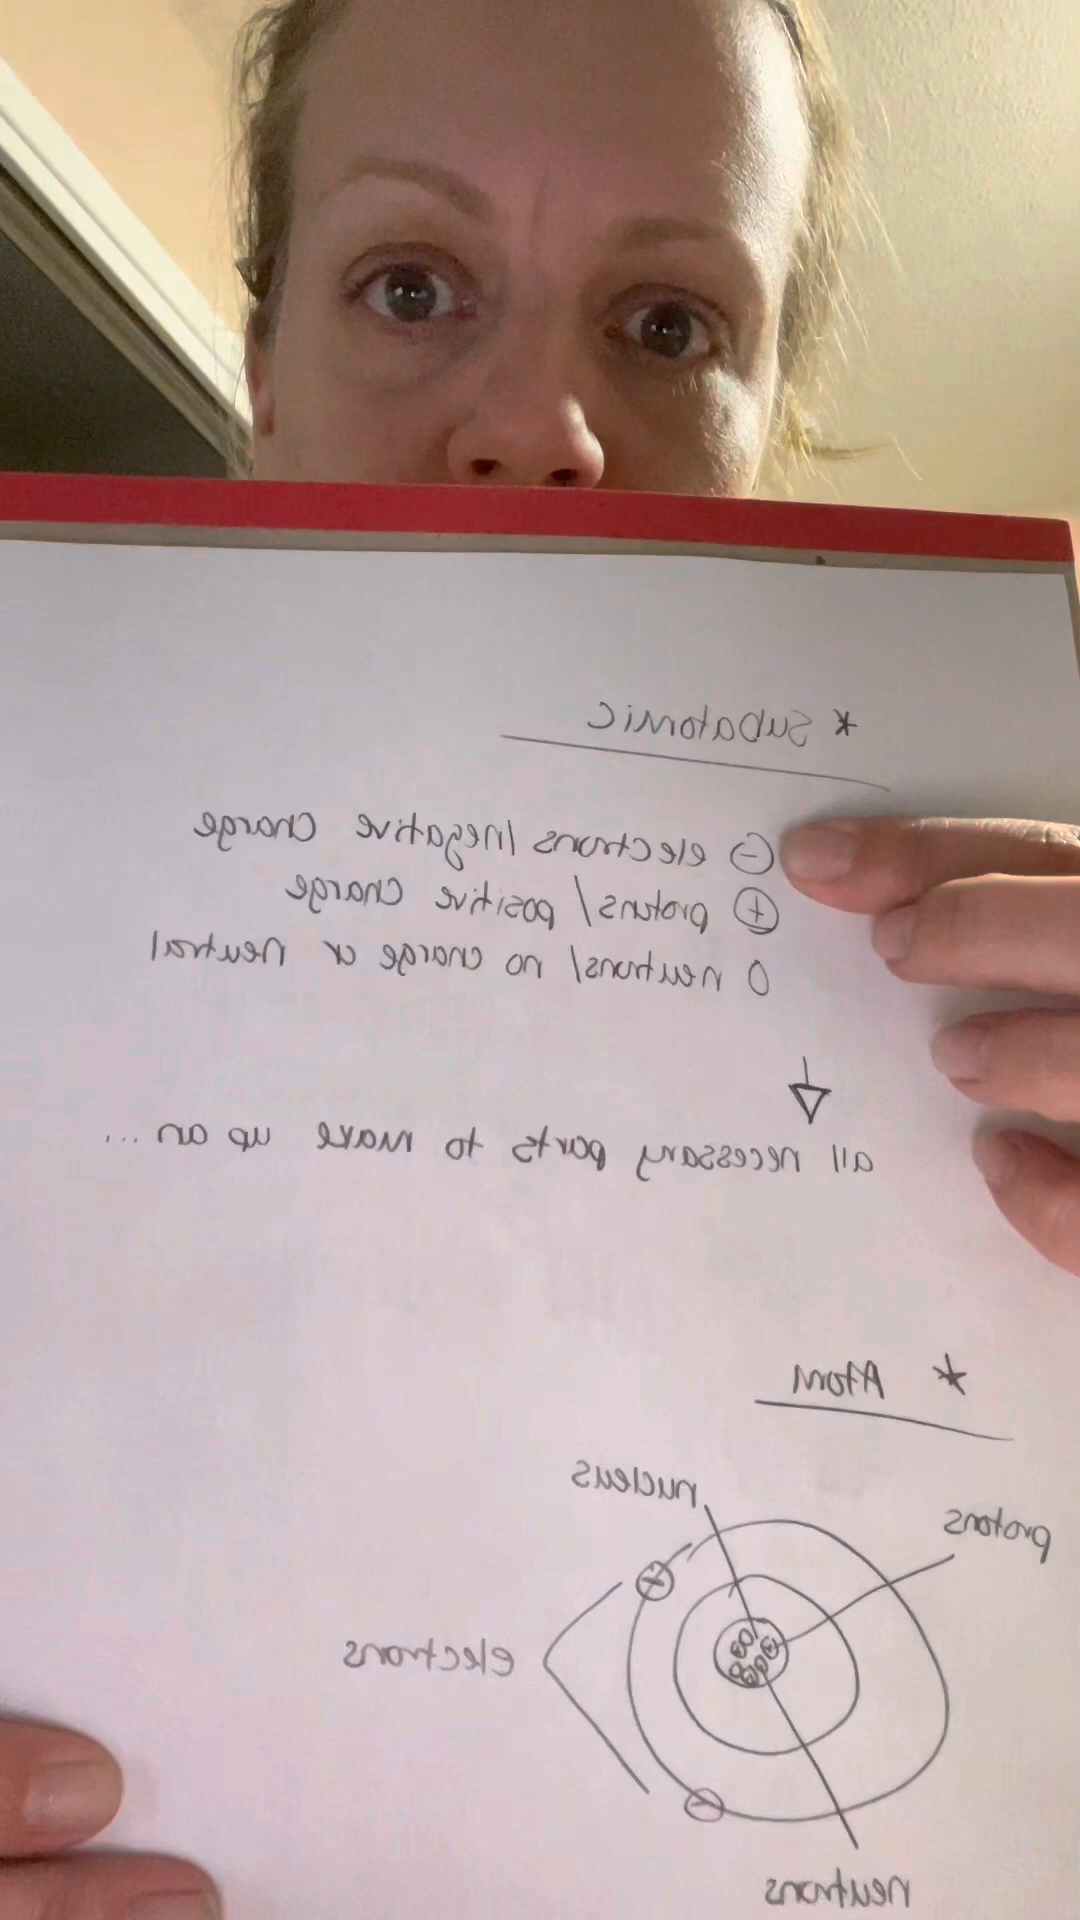 * Subatomic
⊖ electrons/negative charge
⊕ protons/ positive charge
O neutrons/ no charge or neutral
all necessary parts to make up an ...
* Atom
nucleus
protons
electrons
neutrons